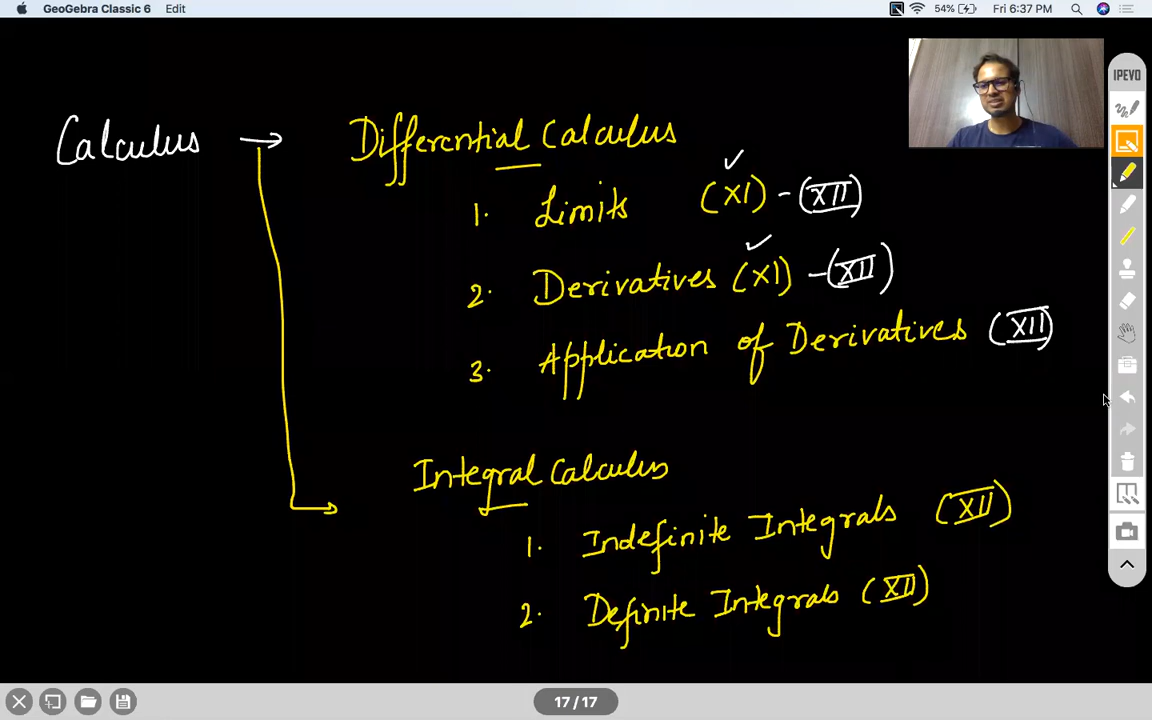 GeoGebra Classic 6 Edit 54% Fri 6:37 PM
IPEVO
Calculus → Differential Calculus
1. Limits (XI) - (XII)
2. Derivatives (XI) - (XII)
3. Application of Derivatives (XII)
Integral Calculus
1. Indefinite Integrals (XII)
2. Definite Integrals (XII)
17/17